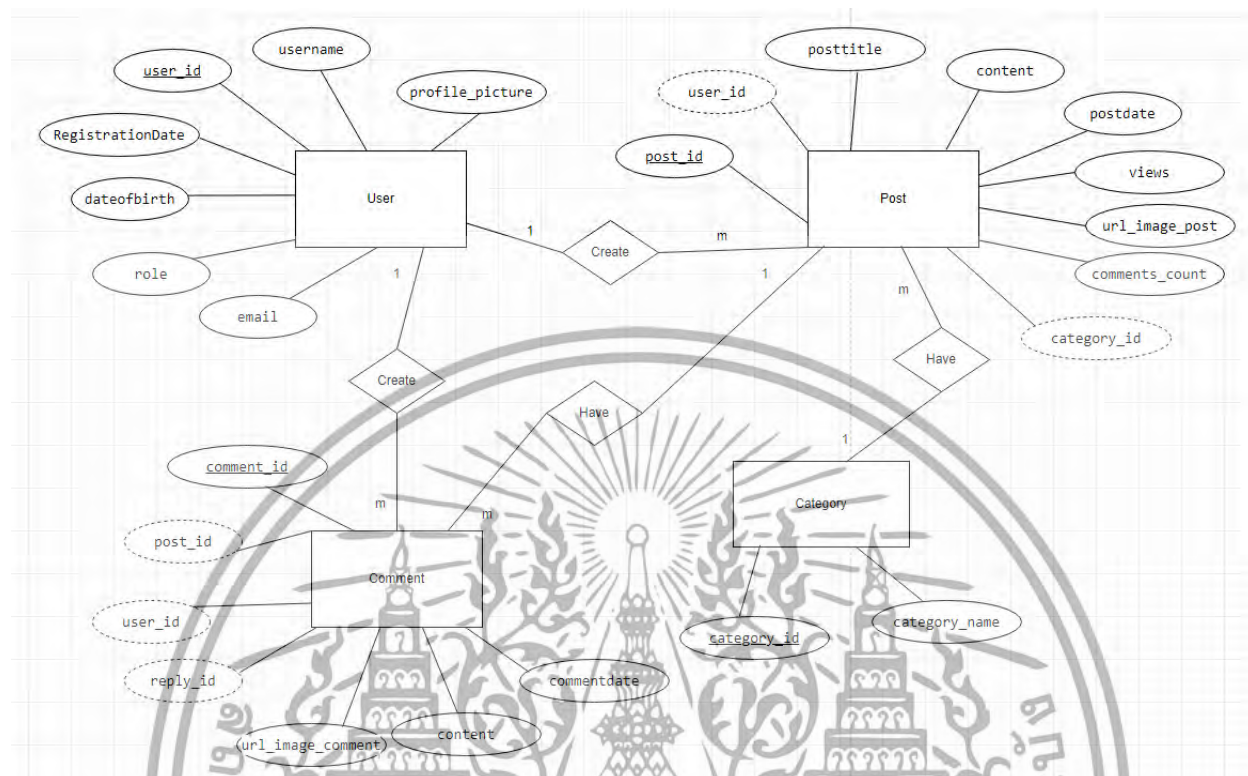 username
posttitle
user_id
content
user_id
profile_picture
postdate
RegistrationDate
post_id
views
dateofbirth
User
Post
url_image_post
1
m
Create
role
1
1
comments_count
m
email
category_id
Create
Have
Have
1
comment_id
m
m
Category
post_id
Comment
user_id
category_id
category_name
reply_id
commentdate
url_image_comment
content